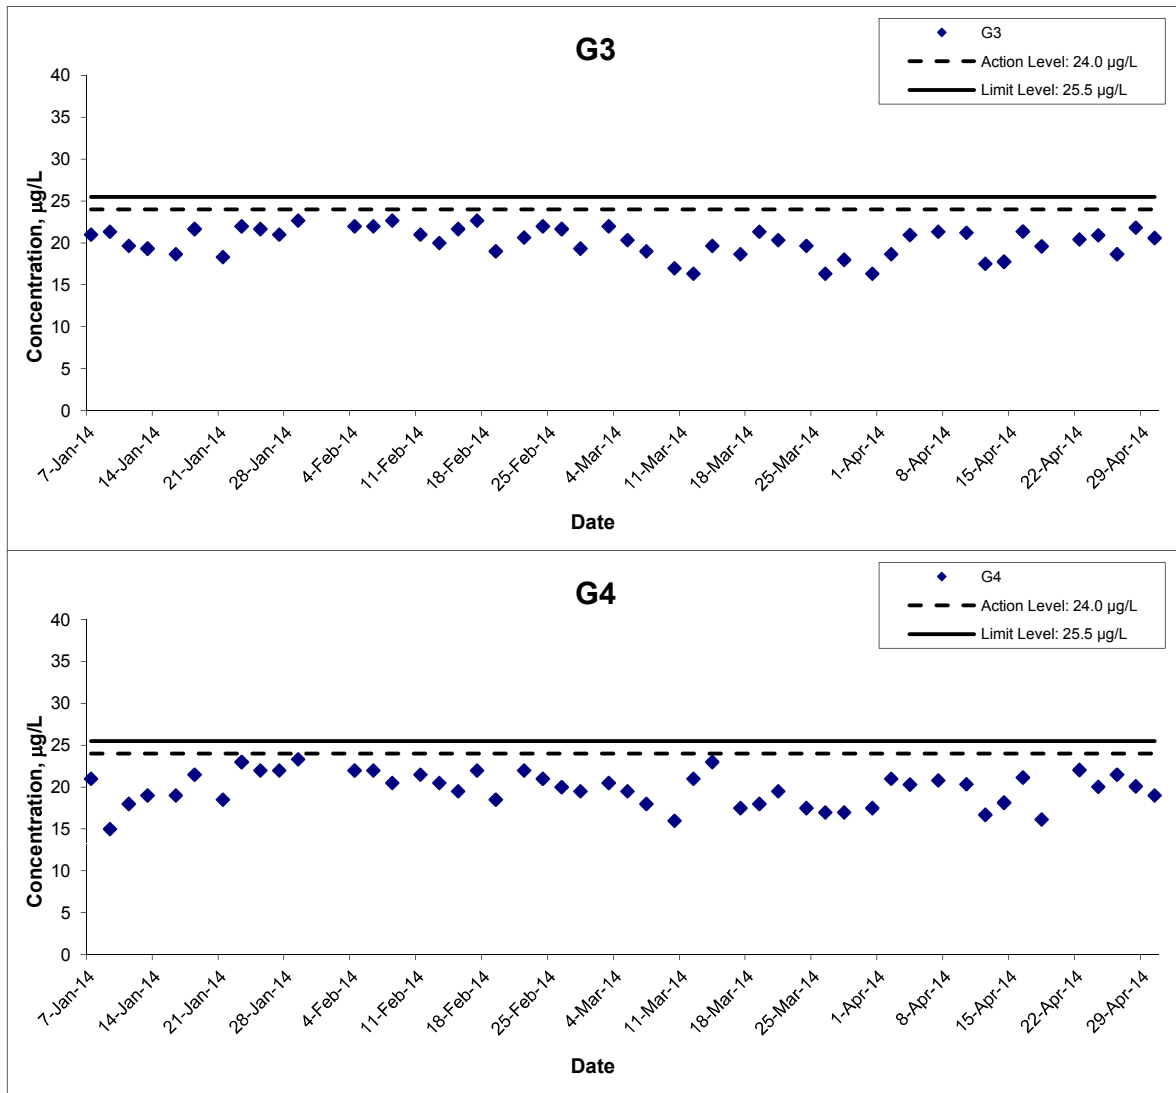 G3
G3
Action Level: 24.0 µg/L
Limit Level: 25.5 µg/L
Concentration, µg/L
40
35
30
25
20
15
10
5
0
7-Jan-14
14-Jan-14
21-Jan-14
28-Jan-14
4-Feb-14
11-Feb-14
18-Feb-14
25-Feb-14
4-Mar-14
11-Mar-14
18-Mar-14
25-Mar-14
1-Apr-14
8-Apr-14
15-Apr-14
22-Apr-14
29-Apr-14
Date
G4
G4
Action Level: 24.0 µg/L
Limit Level: 25.5 µg/L
Concentration, µg/L
40
35
30
25
20
15
10
5
0
7-Jan-14
14-Jan-14
21-Jan-14
28-Jan-14
4-Feb-14
11-Feb-14
18-Feb-14
25-Feb-14
4-Mar-14
11-Mar-14
18-Mar-14
25-Mar-14
1-Apr-14
8-Apr-14
15-Apr-14
22-Apr-14
29-Apr-14
Date